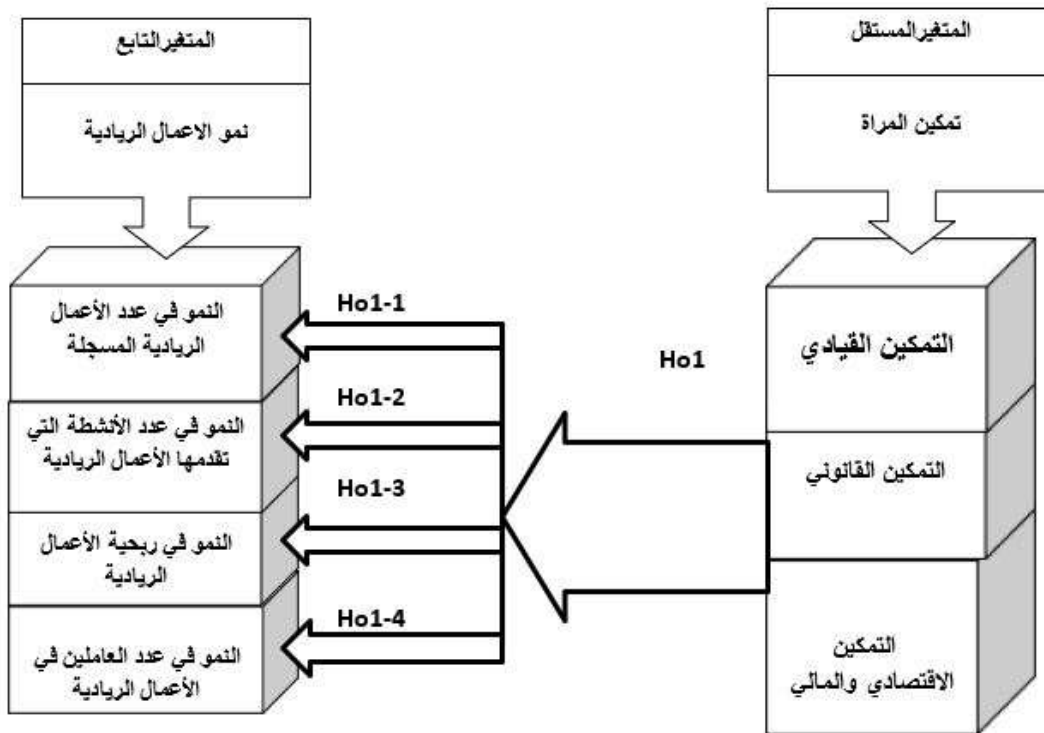 المتغيرالمستقل
تمكين المراة
التمكين القيادي
التمكين القانوني
التمكين
الاقتصادي والمالي
Ho1
Ho1-1
Ho1-2
Ho1-3
Ho1-4
المتغيرالتابع
نمو الاعمال الريادية
النمو في عدد الأعمال
الريادية المسجلة
النمو في عدد الأنشطة التي
تقدمها الأعمال الريادية
النمو في ربحية الأعمال
الريادية
النمو في عدد العاملين في
الأعمال الريادية